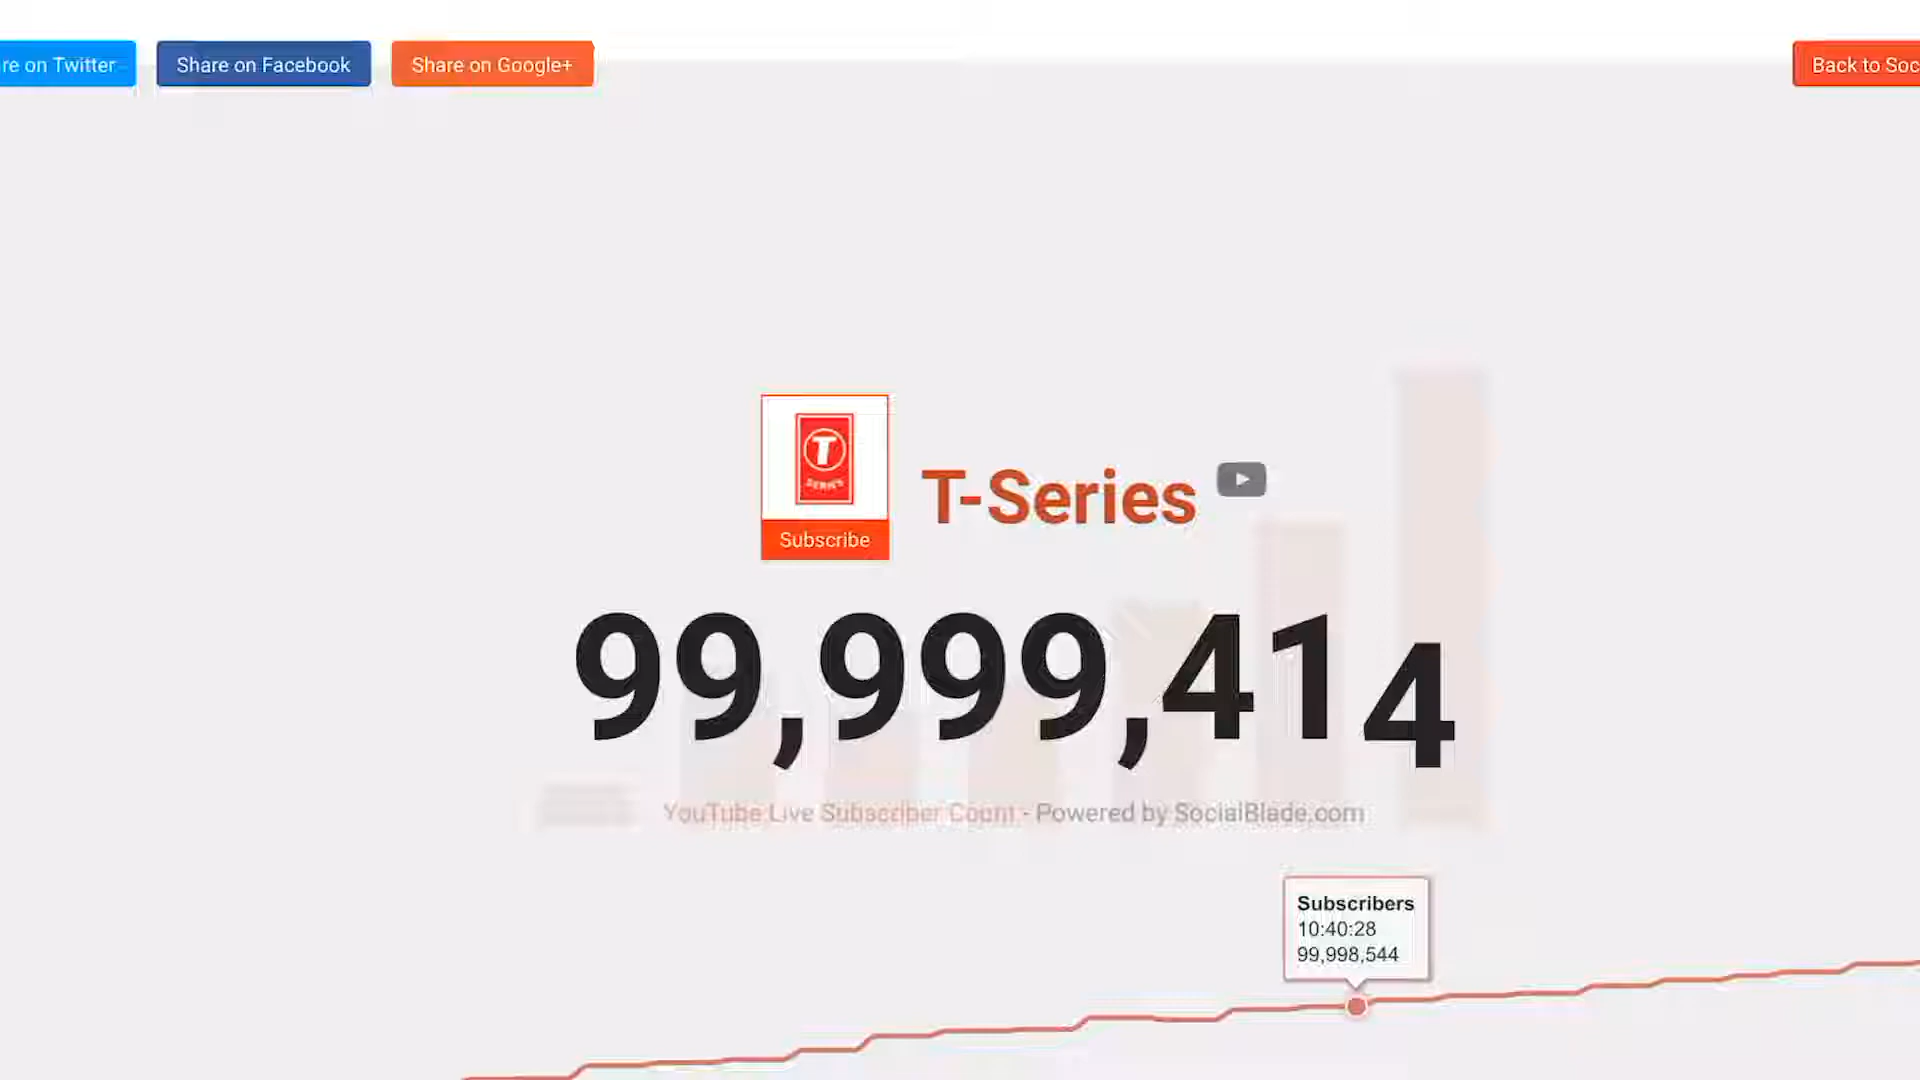 re on Twitter
Share on Facebook
Share on Google+
Back to Soc
T
SERIES
Subscribe
T-Series
99,999,414
YouTube Live Subscriber Count - Powered by SocialBlade.com
Subscribers
10:40:28
99,998,544